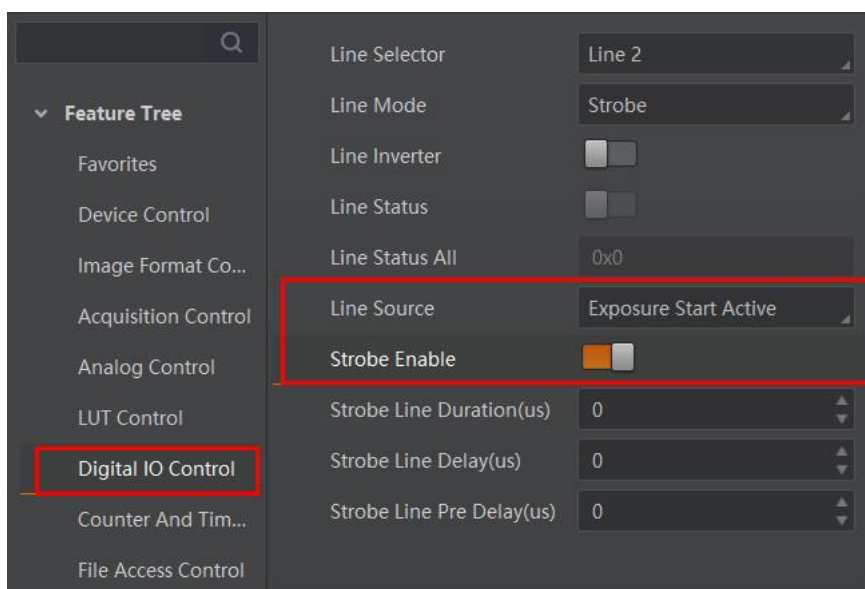 Feature Tree
Favorites
Device Control
Image Format Co...
Acquisition Control
Analog Control
LUT Control
Digital IO Control
Counter And Tim...
File Access Control
Line Selector Line 2
Line Mode Strobe
Line Inverter
Line Status
Line Status All 0x0
Line Source Exposure Start Active
Strobe Enable
Strobe Line Duration(us) 0
Strobe Line Delay(us) 0
Strobe Line Pre Delay(us) 0